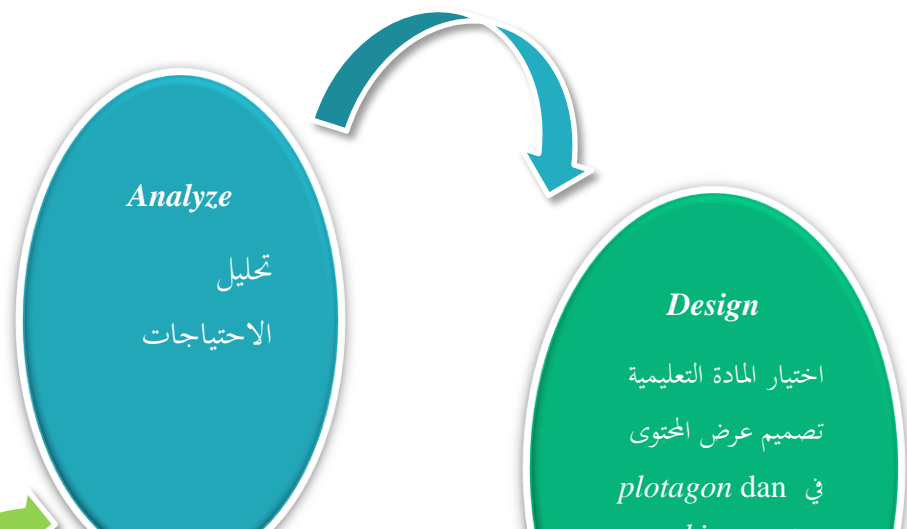 Analyze
تحليل
الاحتياجات
Design
اختيار المادة التعليمية
تصميم عرض المحتوى
في plotagon dan